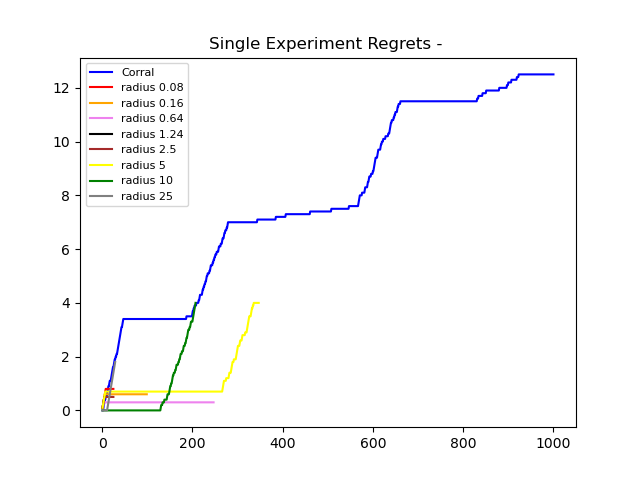 Single Experiment Regrets -
Corral
radius 0.08
radius 0.16
radius 0.64
radius 1.24
radius 2.5
radius 5
radius 10
radius 25
12
10
8
6
4
2
0
0 200 400 600 800 1000